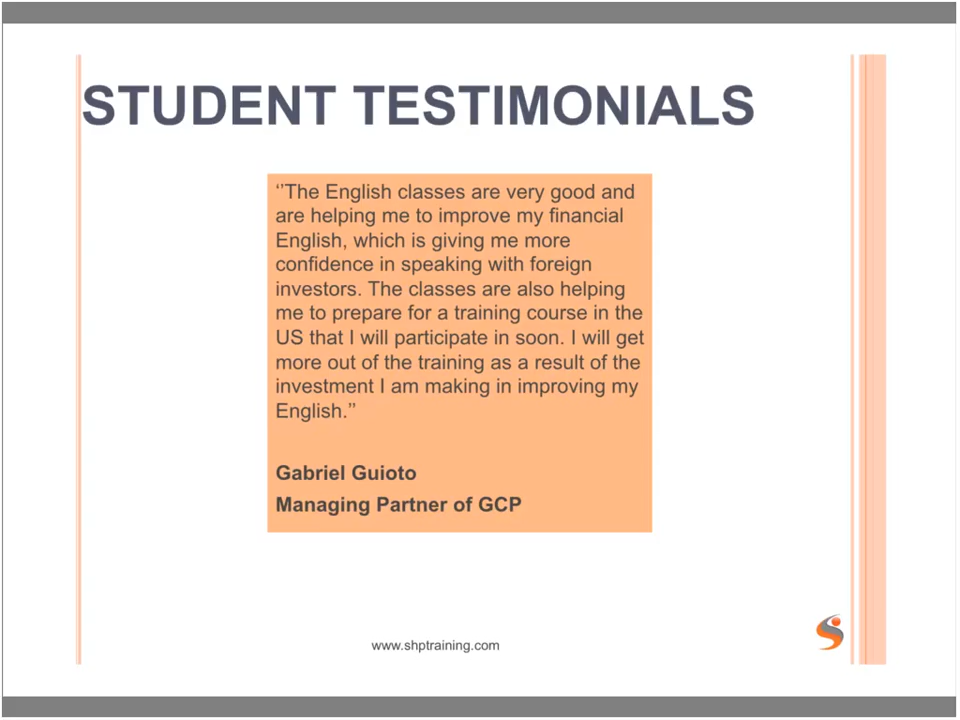 STUDENT TESTIMONIALS
‘’The English classes are very good and
are helping me to improve my financial
English, which is giving me more
confidence in speaking with foreign
investors. The classes are also helping
me to prepare for a training course in the
US that I will participate in soon. I will get
more out of the training as a result of the
investment I am making in improving my
English.’’
Gabriel Guioto
Managing Partner of GCP
www.shptraining.com